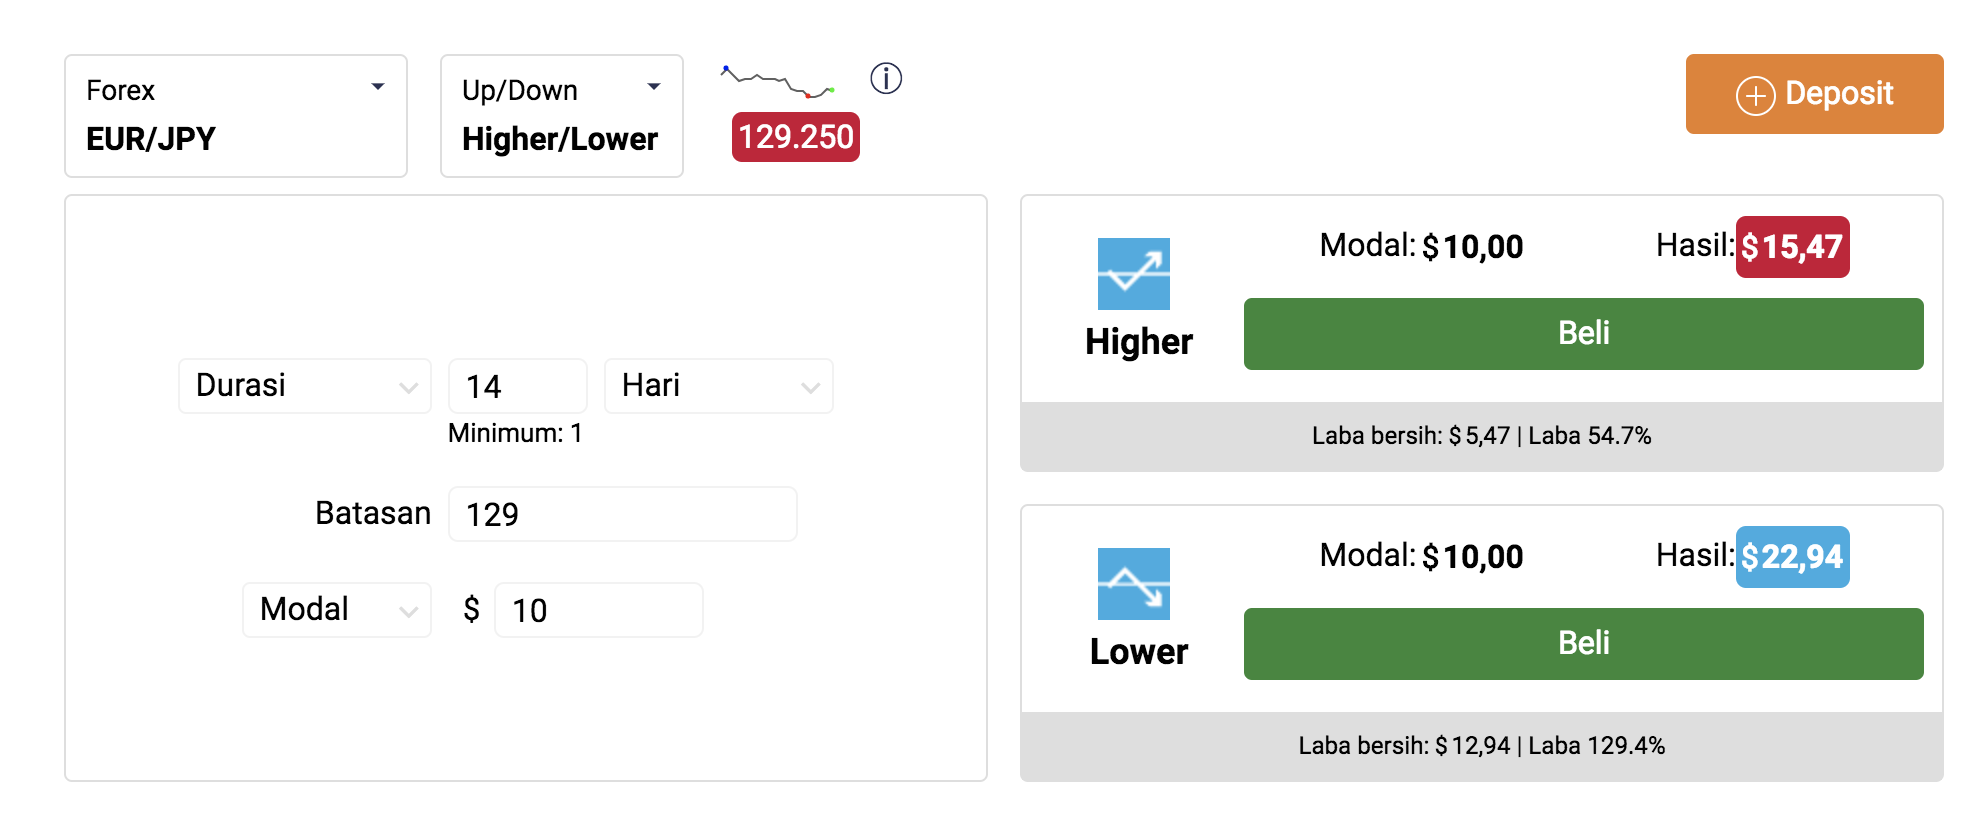 Forex
EUR/JPY
Up/Down
Higher/Lower
129.250
Deposit
Durasi 14 Hari
Minimum: 1
Batasan 129
Modal $ 10
Higher
Modal: $ 10,00 Hasil: $ 15,47
Beli
Laba bersih: $ 5,47 | Laba 54.7%
Lower
Modal: $ 10,00 Hasil: $ 22,94
Beli
Laba bersih: $ 12,94 | Laba 129.4%